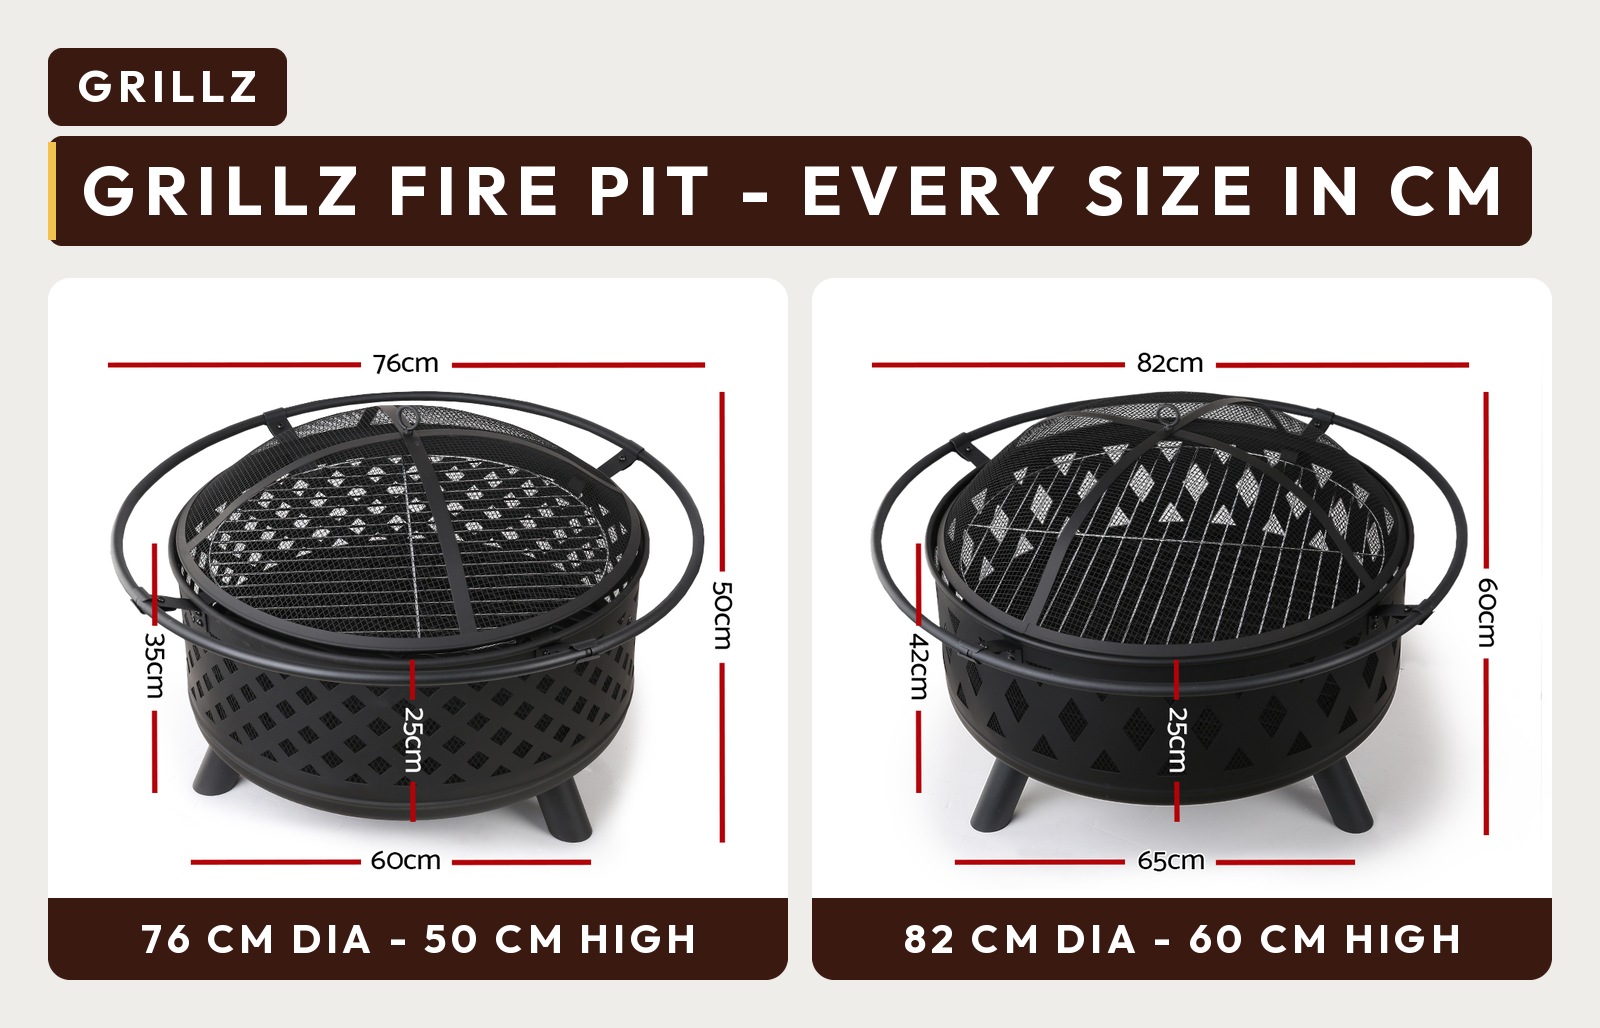 GRILLZ
GRILLZ FIRE PIT - EVERY SIZE IN CM
76cm
50cm
35cm
25cm
60cm
76 CM DIA - 50 CM HIGH
82cm
60cm
42cm
25cm
65cm
82 CM DIA - 60 CM HIGH